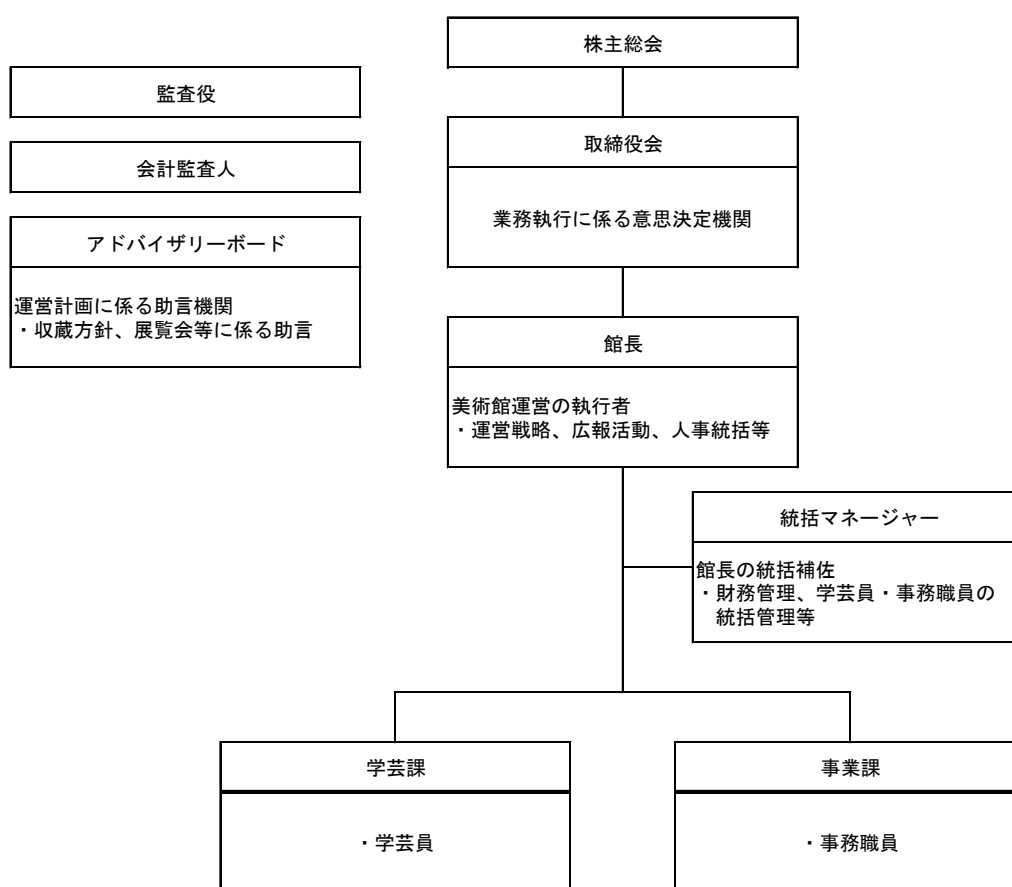 株主総会
監査役
取締役会
会計監査人
業務執行に係る意思決定機関
アドバイザリーボード
運営計画に係る助言機関
・収蔵方針、展覧会等に係る助言
館長
美術館運営の執行者
・運営戦略、広報活動、人事統括等
統括マネージャー
館長の統括補佐
・財務管理、学芸員・事務職員の
統括管理等
学芸課
・学芸員
事業課
・事務職員